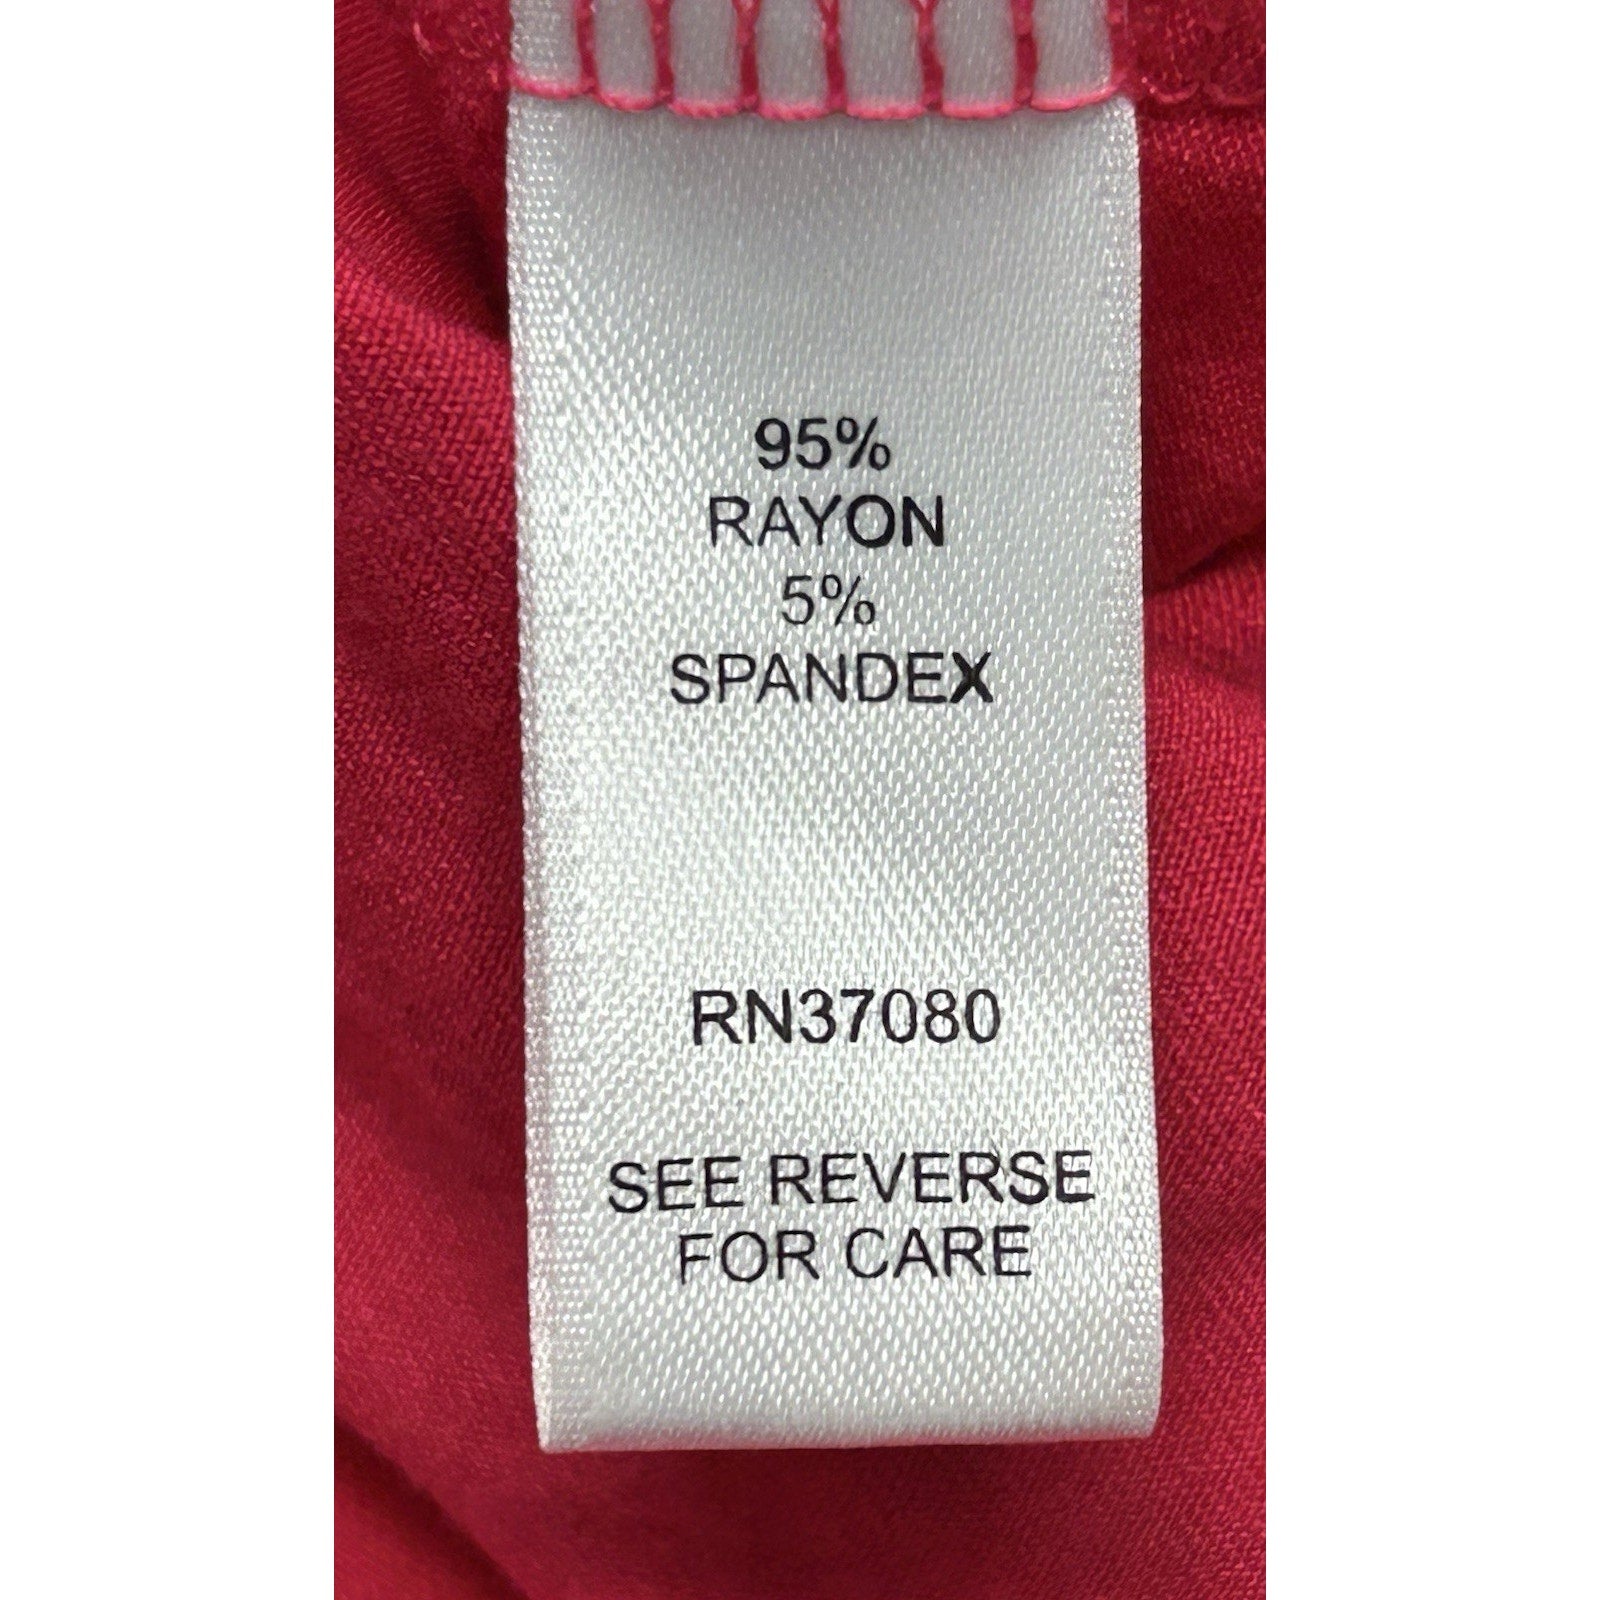 95%
RAYON
5%
SPANDEX
RN37080
SEE REVERSE
FOR CARE